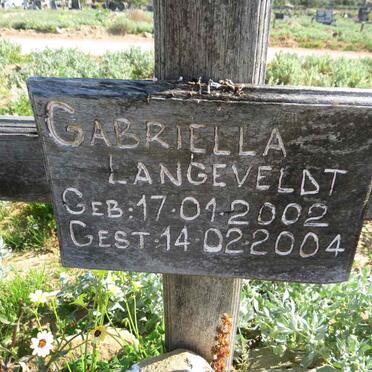 GABRIELLA
LANGEVELDT
GEB: 17·01·2002
GEST·14·02·2004